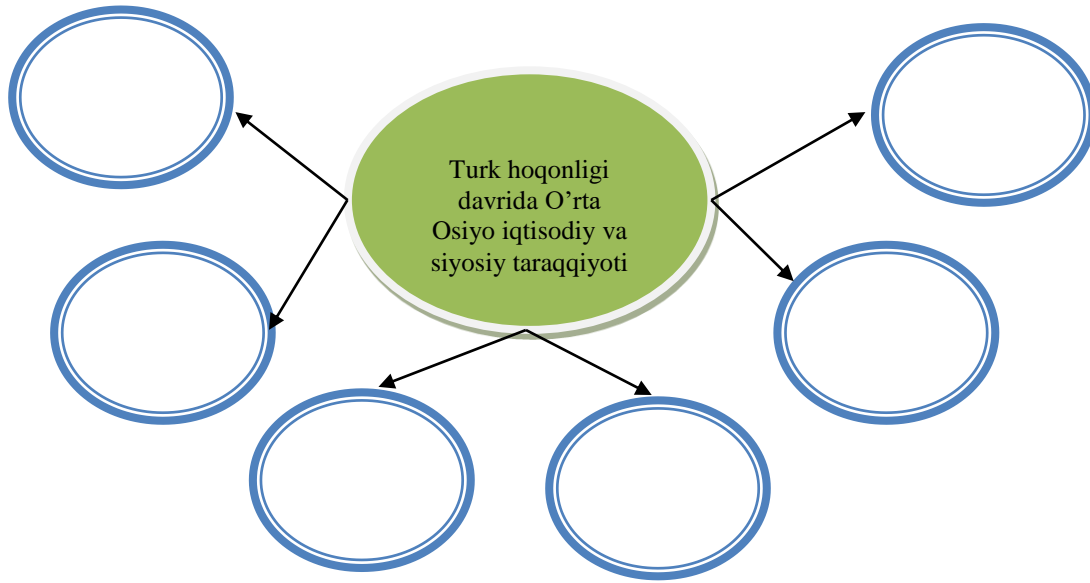 Turk hoqonligi
davrida O’rta
Osiyo iqtisodiy va
siyosiy taraqqiyoti